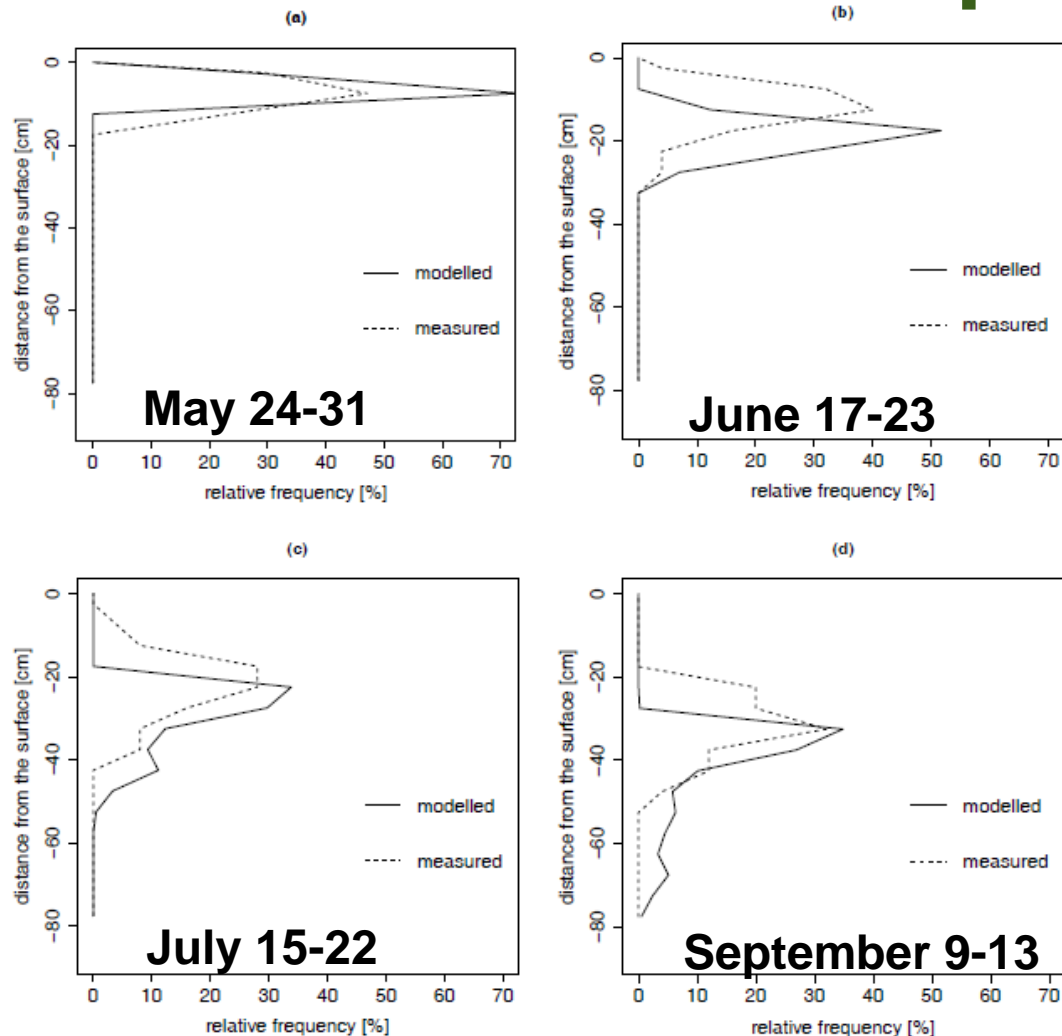 (a)
distance from the surface [cm]
0
−20
−40
−60
−80
modelled
measured
May 24-31
0 10 20 30 40 50 60 70
relative frequency [%]
(b)
distance from the surface [cm]
0
−20
−40
−60
−80
modelled
measured
June 17-23
0 10 20 30 40 50 60 70
relative frequency [%]
(c)
distance from the surface [cm]
0
−20
−40
−60
−80
modelled
measured
July 15-22
0 10 20 30 40 50 60 70
relative frequency [%]
(d)
distance from the surface [cm]
0
−20
−40
−60
−80
modelled
measured
September 9-13
0 10 20 30 40 50 60 70
relative frequency [%]